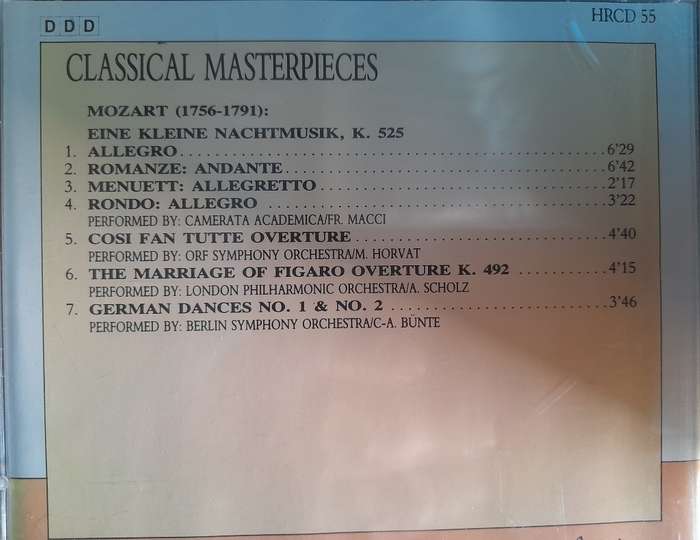 DDD
HRCD 55
CLASSICAL MASTERPIECES
MOZART (1756-1791):
EINE KLEINE NACHTMUSIK, K. 525
1. ALLEGRO 6'29
2. ROMANZE: ANDANTE 6'42
3. MENUETT: ALLEGRETTO 2'17
4. RONDO: ALLEGRO 3'22
PERFORMED BY: CAMERATA ACADEMICA/FR. MACCI
5. COSI FAN TUTTE OVERTURE 4'40
PERFORMED BY: ORF SYMPHONY ORCHESTRA/M. HORVAT
6. THE MARRIAGE OF FIGARO OVERTURE K. 492 4'15
PERFORMED BY: LONDON PHILHARMONIC ORCHESTRA/A. SCHOLZ
7. GERMAN DANCES NO. 1 & NO. 2 3'46
PERFORMED BY: BERLIN SYMPHONY ORCHESTRA/C-A. BÜNTE